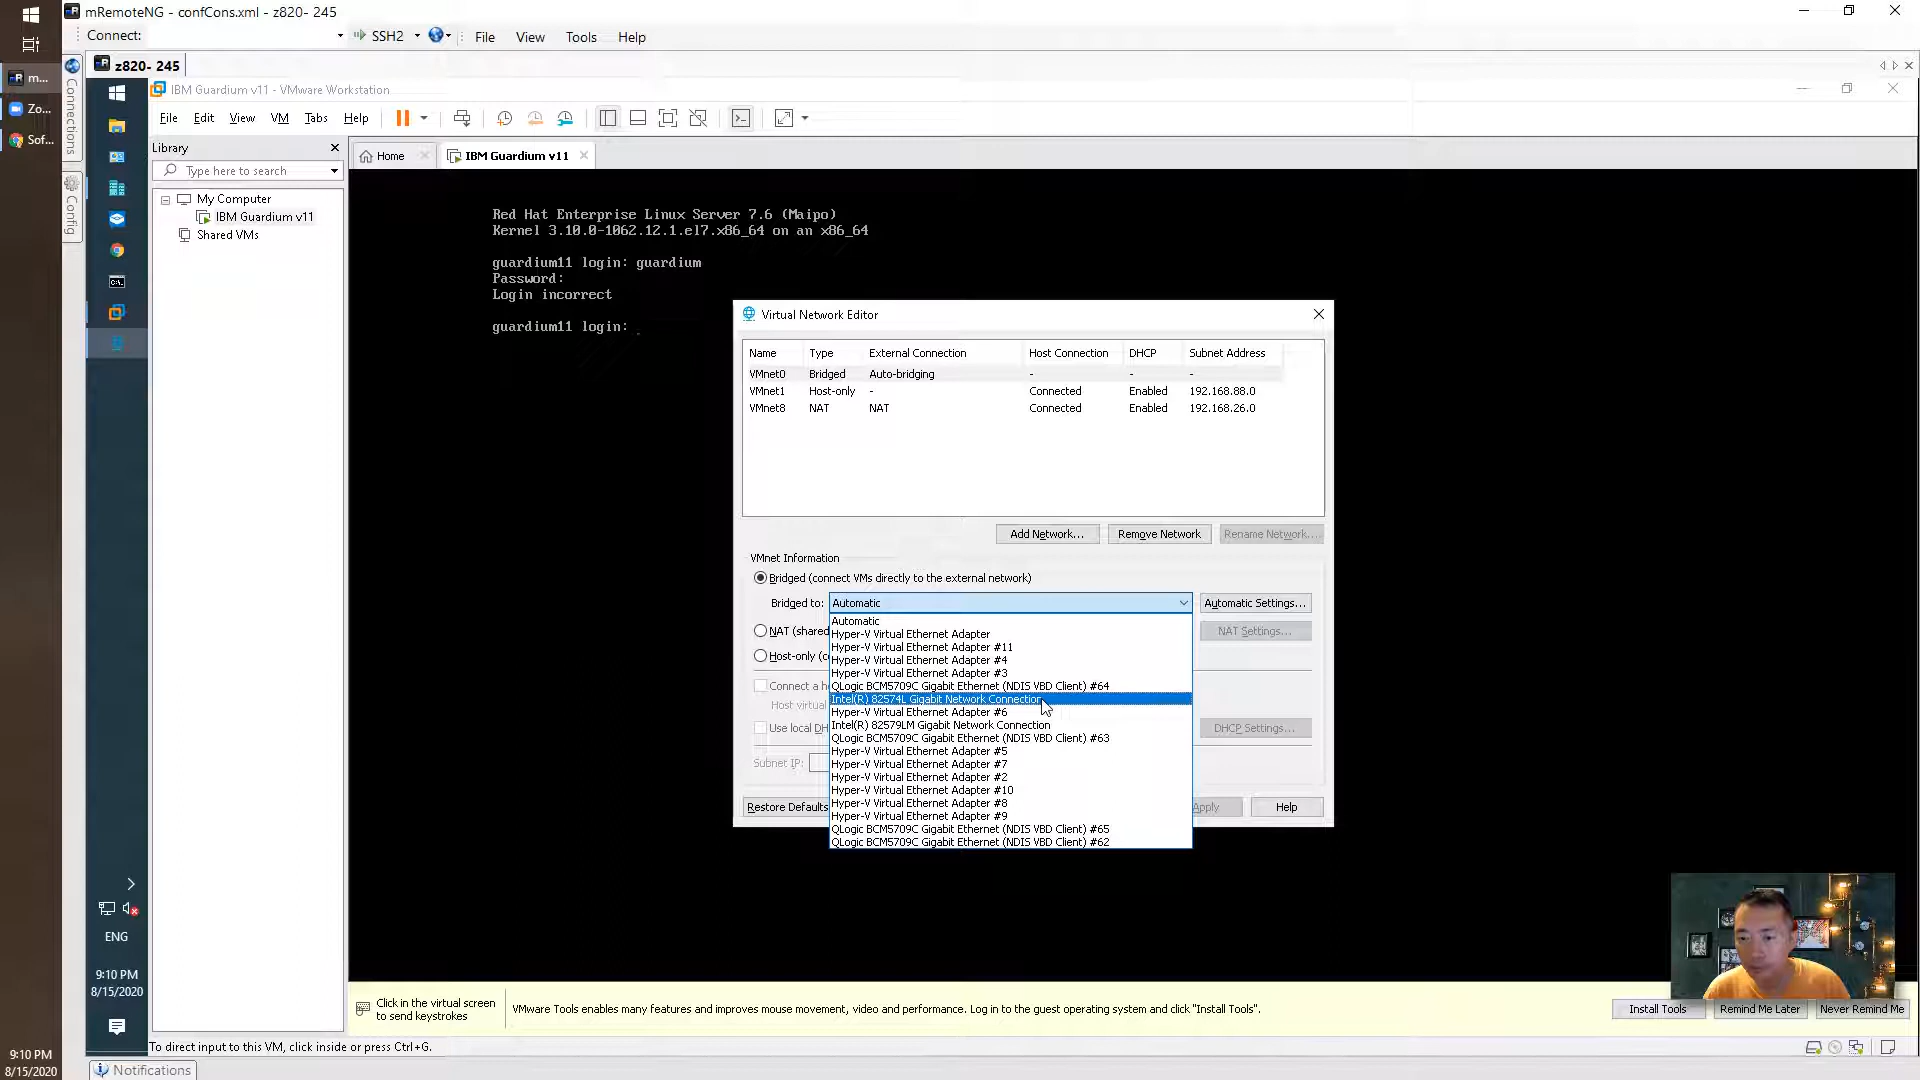 mRemoteNG - confCons.xml - z820- 245
Connect:
SSH2
File
View
Tools
Help
m...
Zo...
Sof...
Connections
Config
z820- 245
IBM Guardium v11 - VMware Workstation
File
Edit
View
VM
Tabs
Help
Library
Type here to search
My Computer
IBM Guardium v11
Shared VMs
Home
IBM Guardium v11
Red Hat Enterprise Linux Server 7.6 (Maipo)
Kernel 3.10.0-1062.12.1.el7.x86_64 on an x86_64
guardium11 login: guardium
Password:
Login incorrect
guardium11 login: _
Virtual Network Editor
Name Type External Connection Host Connection DHCP Subnet Address
VMnet0 Bridged Auto-bridging - - -
VMnet1 Host-only - Connected Enabled 192.168.88.0
VMnet8 NAT NAT Connected Enabled 192.168.26.0
Add Network...
Remove Network
Rename Network...
VMnet Information
Bridged (connect VMs directly to the external network)
Bridged to:
Automatic
Automatic Settings...
NAT (shared
NAT Settings...
Host-only (c
Connect a h
Host virtual
Use local DH
DHCP Settings...
Subnet IP:
Automatic
Hyper-V Virtual Ethernet Adapter
Hyper-V Virtual Ethernet Adapter #11
Hyper-V Virtual Ethernet Adapter #4
Hyper-V Virtual Ethernet Adapter #3
QLogic BCM5709C Gigabit Ethernet (NDIS VBD Client) #64
Intel(R) 82574L Gigabit Network Connection
Hyper-V Virtual Ethernet Adapter #6
Intel(R) 82579LM Gigabit Network Connection
QLogic BCM5709C Gigabit Ethernet (NDIS VBD Client) #63
Hyper-V Virtual Ethernet Adapter #5
Hyper-V Virtual Ethernet Adapter #7
Hyper-V Virtual Ethernet Adapter #2
Hyper-V Virtual Ethernet Adapter #10
Hyper-V Virtual Ethernet Adapter #8
Hyper-V Virtual Ethernet Adapter #9
QLogic BCM5709C Gigabit Ethernet (NDIS VBD Client) #65
QLogic BCM5709C Gigabit Ethernet (NDIS VBD Client) #62
Restore Defaults
Apply
Help
ENG
9:10 PM
8/15/2020
Click in the virtual screen
to send keystrokes
VMware Tools enables many features and improves mouse movement, video and performance. Log in to the guest operating system and click "Install Tools".
Install Tools
Remind Me Later
Never Remind Me
To direct input to this VM, click inside or press Ctrl+G.
9:10 PM
8/15/2020
Notifications